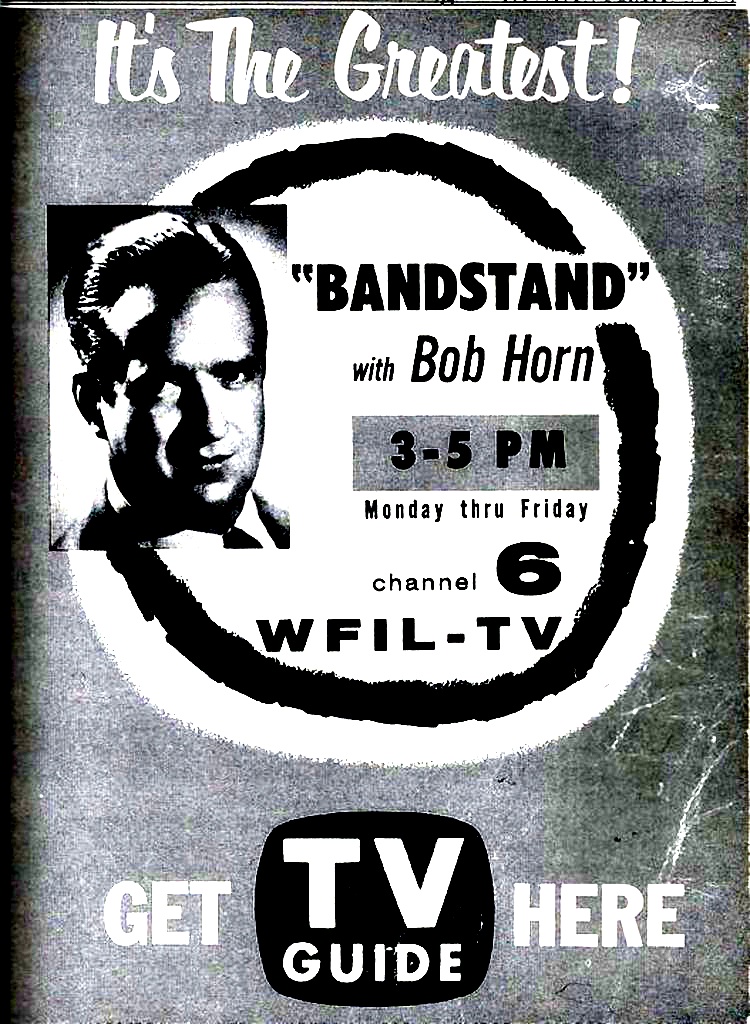 It's The Greatest!
"BANDSTAND"
with Bob Horn
3-5 PM
Monday thru Friday
channel 6
WFIL-TV
GET TV GUIDE HERE